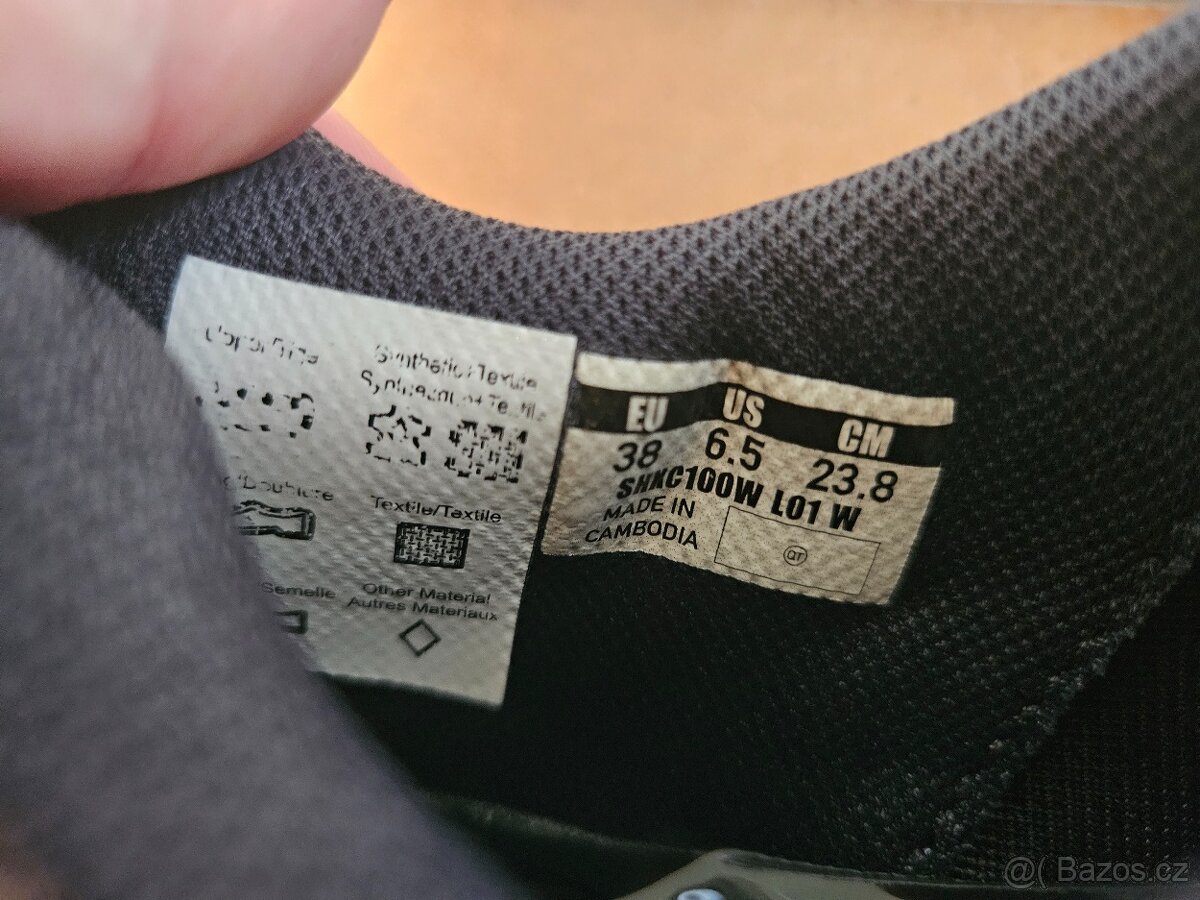 Synthetic/Textile
Textile/Textile
Semelle
Other Material
Autres Materiaux
EU US CM
38 6.5 23.8
SHXC100W L01 W
MADE IN
CAMBODIA
QT
@( Bazos.cz